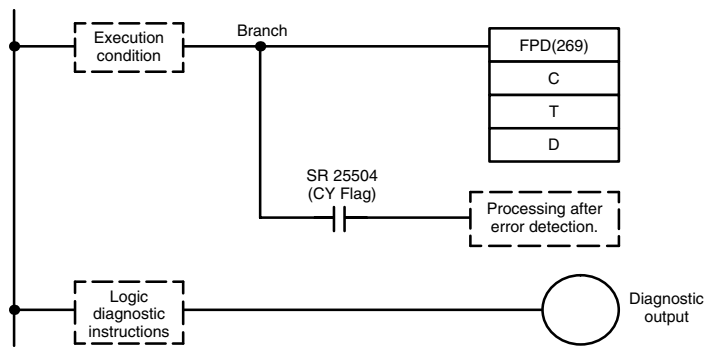 Execution
condition
Branch
FPD(269)
C
T
D
SR 25504
(CY Flag)
Processing after
error detection.
Logic
diagnostic
instructions
Diagnostic
output